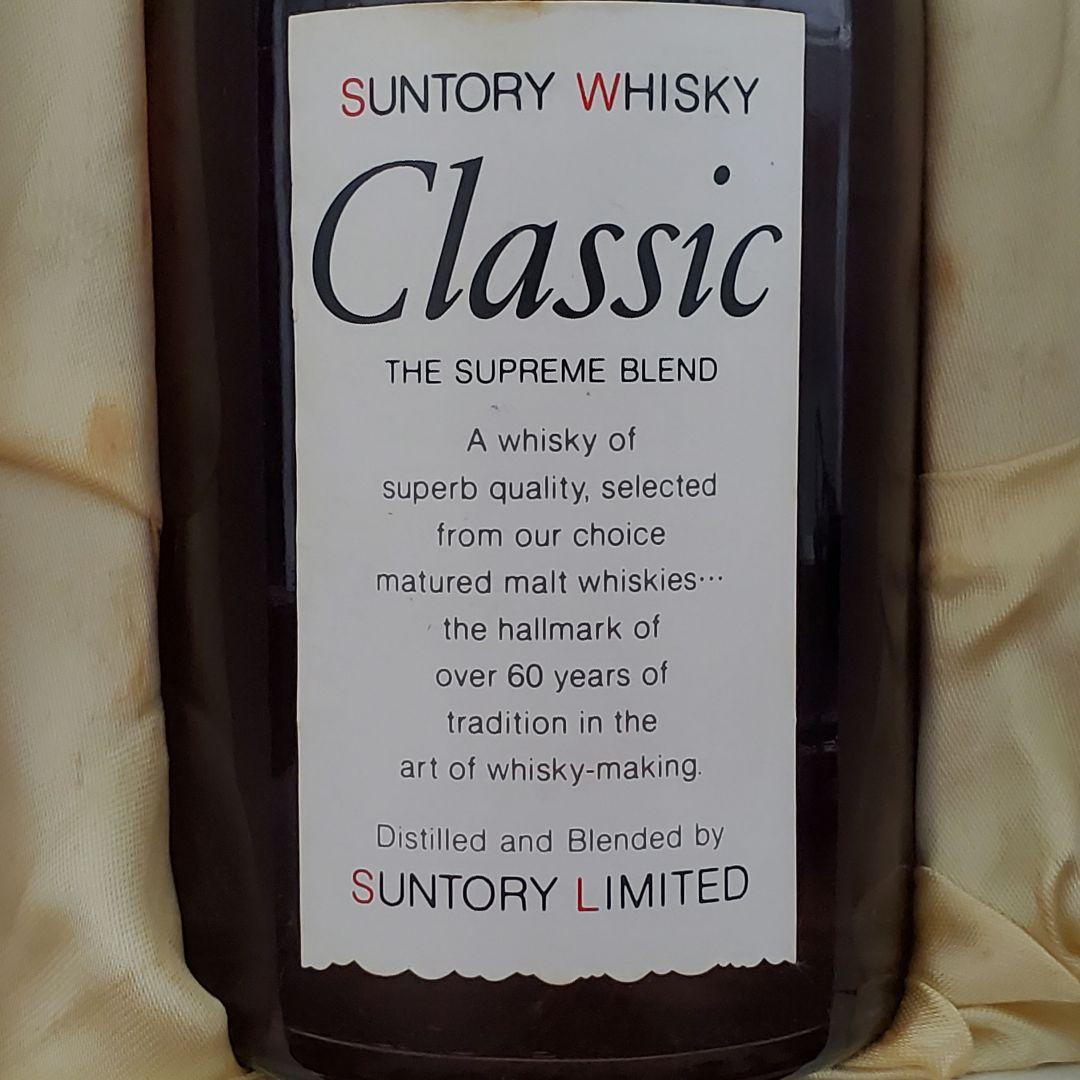 SUNTORY WHISKY
Classic
THE SUPREME BLEND
A whisky of
superb quality, selected
from our choice
matured malt whiskies…
the hallmark of
over 60 years of
tradition in the
art of whisky-making.
Distilled and Blended by
SUNTORY LIMITED